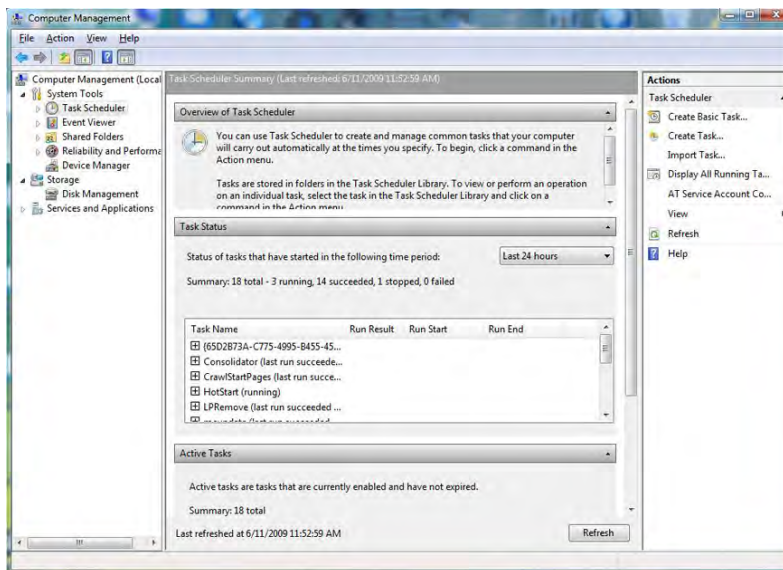 Computer Management
File Action View Help
Computer Management (Local
System Tools
Task Scheduler
Event Viewer
Shared Folders
Reliability and Performa
Device Manager
Storage
Disk Management
Services and Applications
Task Scheduler Summary (Last refreshed: 6/11/2009 11:52:59 AM)
Overview of Task Scheduler
You can use Task Scheduler to create and manage common tasks that your computer
will carry out automatically at the times you specify. To begin, click a command in the
Action menu.
Tasks are stored in folders in the Task Scheduler Library. To view or perform an operation
on an individual task, select the task in the Task Scheduler Library and click on a
command in the Action menu.
Task Status
Status of tasks that have started in the following time period:
Last 24 hours
Summary: 18 total - 3 running, 14 succeeded, 1 stopped, 0 failed
Task Name Run Result Run Start Run End
{65D2B73A-C775-4995-B455-45...
Consolidator (last run succeede...
CrawlStartPages (last run succe...
HotStart (running)
LPRemove (last run succeeded ...
Active Tasks
Active tasks are tasks that are currently enabled and have not expired.
Summary: 18 total
Last refreshed at 6/11/2009 11:52:59 AM
Refresh
Actions
Task Scheduler
Create Basic Task...
Create Task...
Import Task...
Display All Running Ta...
AT Service Account Co...
View
Refresh
Help